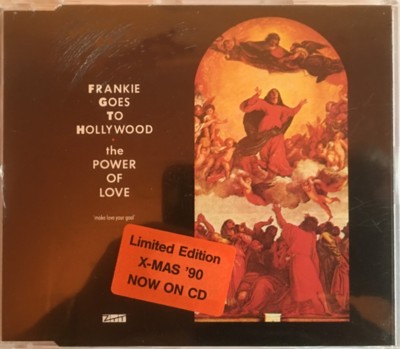 FRANKIE
GOES
TO
HOLLYWOOD
the
POWER
OF
LOVE
make love your goal
Limited Edition
X-MAS '90
NOW ON CD